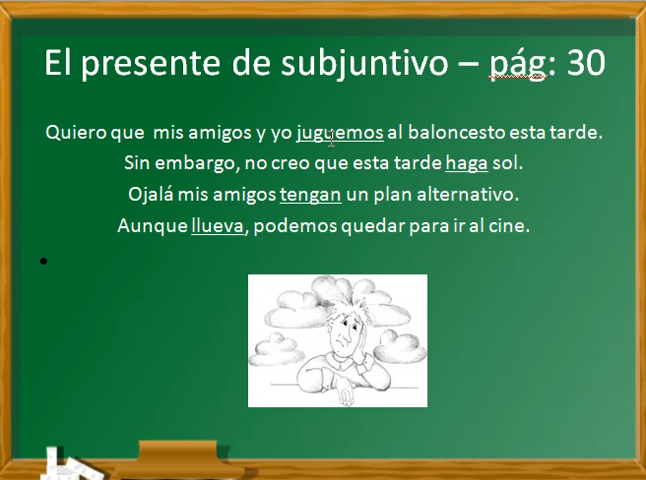 El presente de subjuntivo – pág: 30
Quiero que mis amigos y yo juguemos al baloncesto esta tarde.
Sin embargo, no creo que esta tarde haga sol.
Ojalá mis amigos tengan un plan alternativo.
Aunque llueva, podemos quedar para ir al cine.